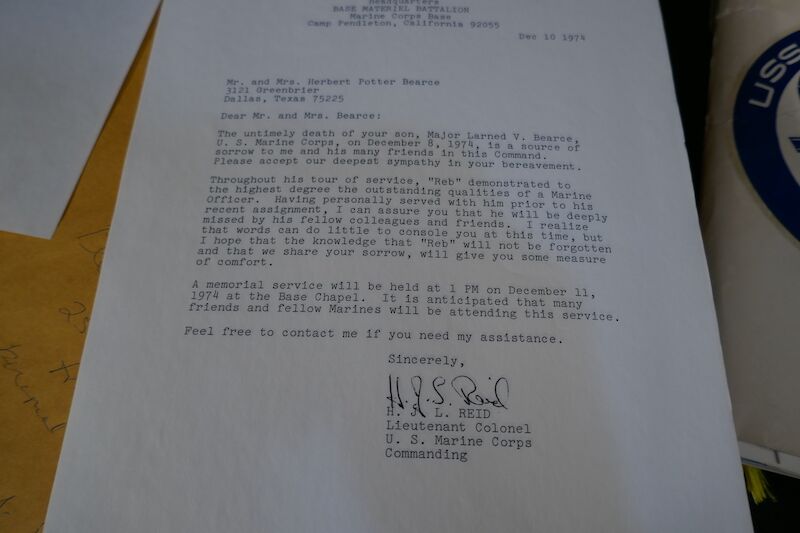 Headquarters
BASE MATERIEL BATTALION
Marine Corps Base
Camp Pendleton, California 92055
Dec 10 1974
Mr. and Mrs. Herbert Potter Bearce
3121 Greenbrier
Dallas, Texas 75225
Dear Mr. and Mrs. Bearce:
The untimely death of your son, Major Larned V. Bearce,
U. S. Marine Corps, on December 8, 1974, is a source of
sorrow to me and his many friends in this Command.
Please accept our deepest sympathy in your bereavement.
Throughout his tour of service, "Reb" demonstrated to
the highest degree the outstanding qualities of a Marine
Officer. Having personally served with him prior to his
recent assignment, I can assure you that he will be deeply
missed by his fellow colleagues and friends. I realize
that words can do little to console you at this time, but
I hope that the knowledge that "Reb" will not be forgotten
and that we share your sorrow, will give you some measure
of comfort.
A memorial service will be held at 1 PM on December 11,
1974 at the Base Chapel. It is anticipated that many
friends and fellow Marines will be attending this service.
Feel free to contact me if you need my assistance.
Sincerely,
H. J. L. Reid
H. J. L. REID
Lieutenant Colonel
U. S. Marine Corps
Commanding
USS